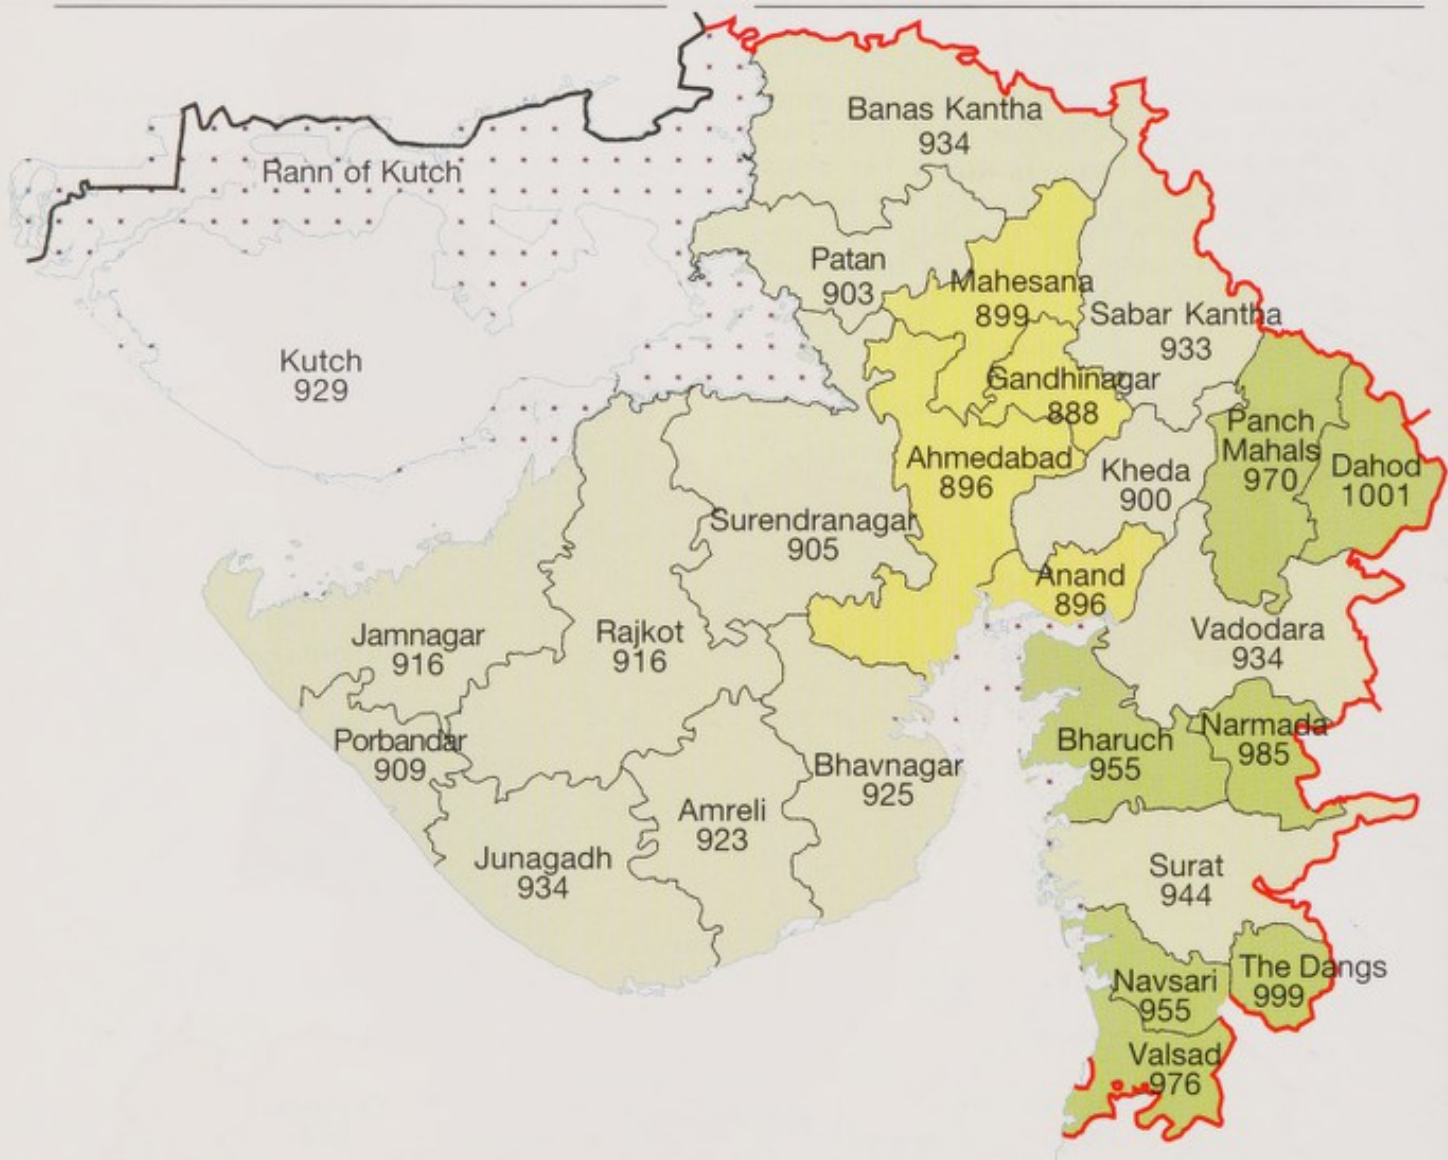 Banas Kantha
934
Rann of Kutch
Patan
903
Mahesana
899
Sabar Kantha
933
Kutch
929
Gandhinagar
888
Panch
Mahals
970
Dahod
1001
Ahmedabad
896
Kheda
900
Surendranagar
905
Anand
896
Jamnagar
916
Rajkot
916
Vadodara
934
Porbandar
909
Bhavnagar
925
Bharuch
955
Narmada
985
Amreli
923
Junagadh
934
Surat
944
Navsari
955
The Dangs
999
Valsad
976